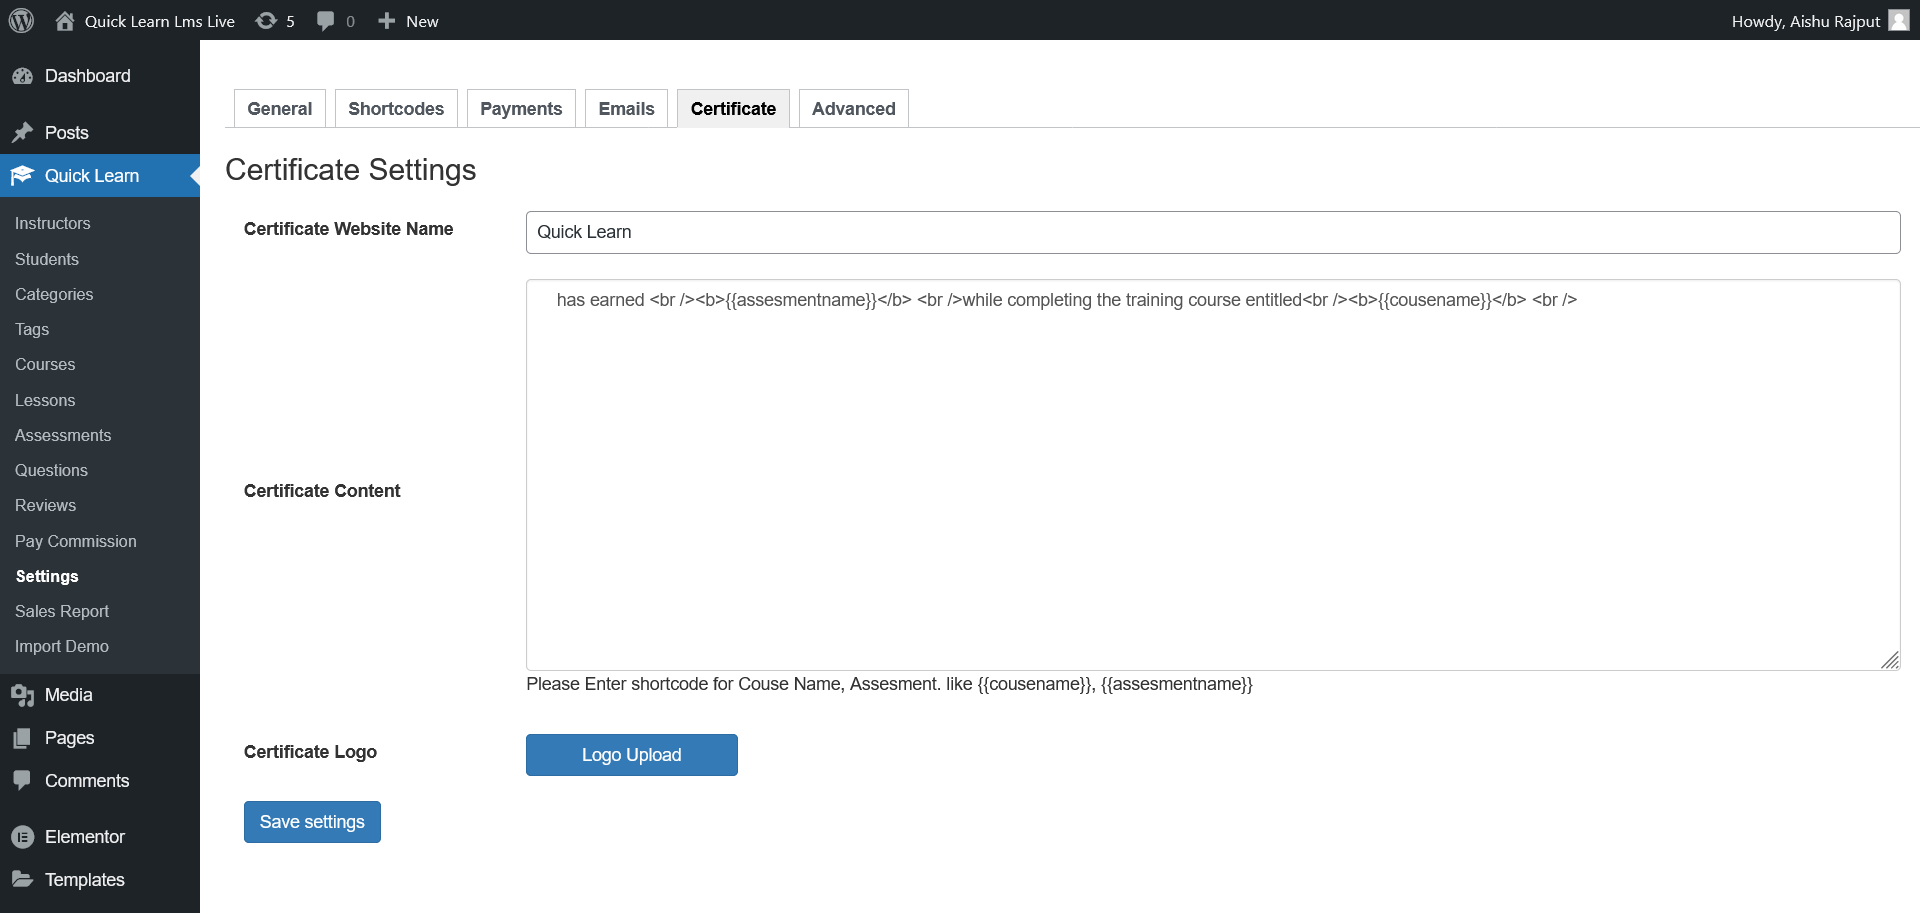 Quick Learn Lms Live 5 0 New Howdy, Aishu Rajput
Dashboard
Posts
Quick Learn
Instructors
Students
Categories
Tags
Courses
Lessons
Assessments
Questions
Reviews
Pay Commission
Settings
Sales Report
Import Demo
Media
Pages
Comments
Elementor
Templates
General Shortcodes Payments Emails Certificate Advanced
Certificate Settings
Certificate Website Name Quick Learn
has earned <br /><b>{{assesmentname}}</b> <br />while completing the training course entitled<br /><b>{{cousename}}</b> <br />
Certificate Content
Please Enter shortcode for Couse Name, Assesment. like {{cousename}}, {{assesmentname}}
Certificate Logo Logo Upload
Save settings